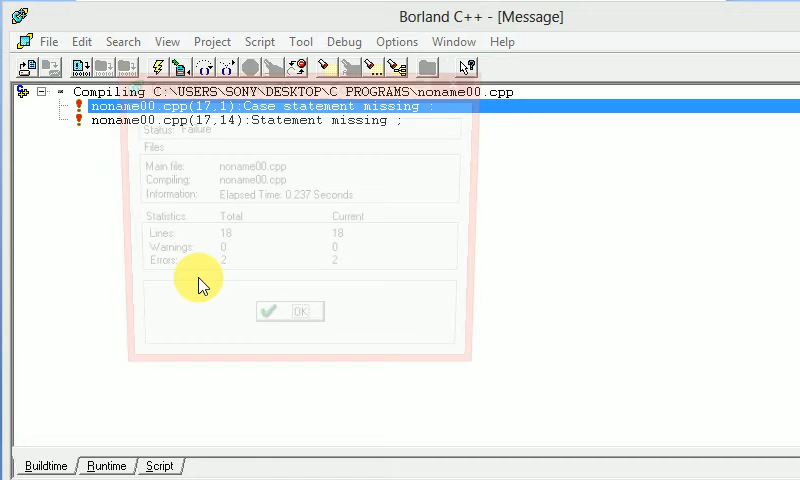 Borland C++ - [Message]
File Edit Search View Project Script Tool Debug Options Window Help
Compiling C:\USERS\SONY\DESKTOP\C PROGRAMS\noname00.cpp
noname00.cpp(17,1):Case statement missing :
noname00.cpp(17,14):Statement missing ;
Status: Failure
Files
Main file: noname00.cpp
Compiling: noname00.cpp
Information: Elapsed Time: 0.237 Seconds
Statistics Total Current
Lines: 18 18
Warnings: 0 0
Errors: 2 2
OK
Buildtime Runtime Script